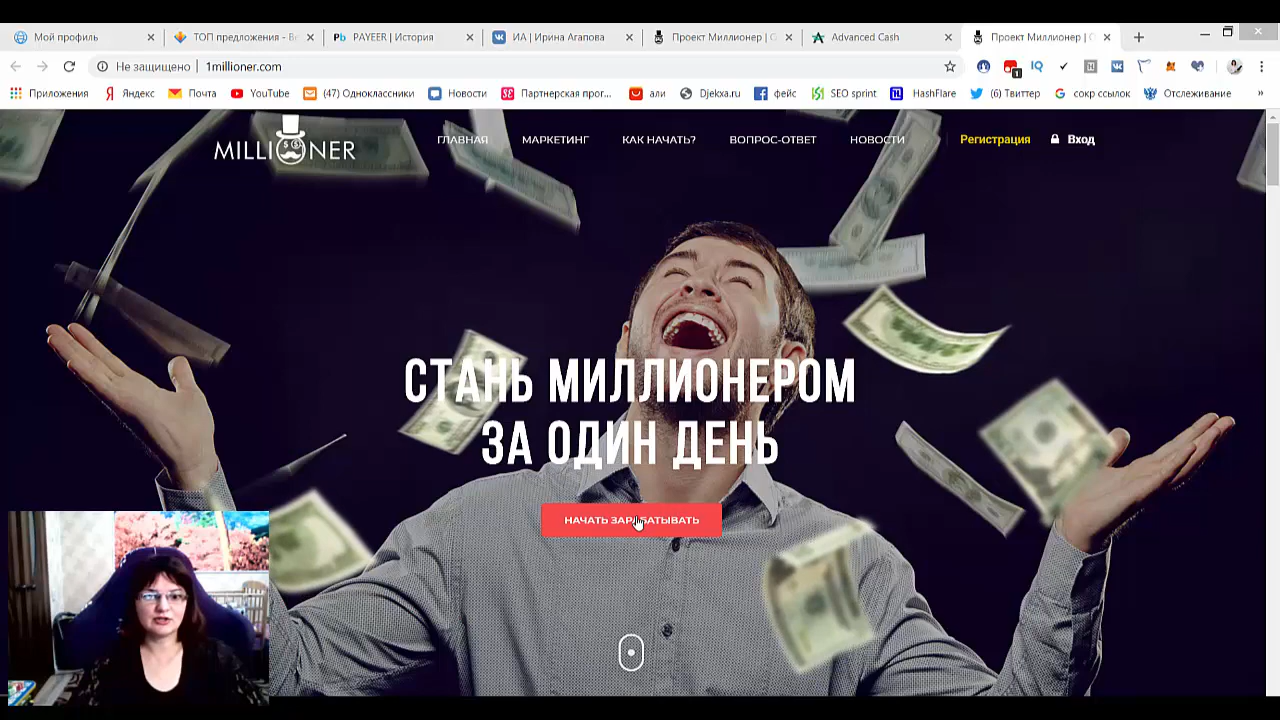 Мой профиль
ТОП предложения - Ве
PAYEER | История
ИА | Ирина Агапова
Проект Миллионер | О
Advanced Cash
Проект Миллионер | О
Не защищено | 1millioner.com
Приложения
Яндекс
Почта
YouTube
(47) Одноклассники
Новости
Партнерская прог...
али
Djekxa.ru
фейс
SEO sprint
HashFlare
(6) Твиттер
сокр ссылок
Отслеживание
»
MILLIONER
ГЛАВНАЯ
МАРКЕТИНГ
КАК НАЧАТЬ?
ВОПРОС-ОТВЕТ
НОВОСТИ
Регистрация
Вход
СТАНЬ МИЛЛИОНЕРОМ
ЗА ОДИН ДЕНЬ
НАЧАТЬ ЗАРАБАТЫВАТЬ